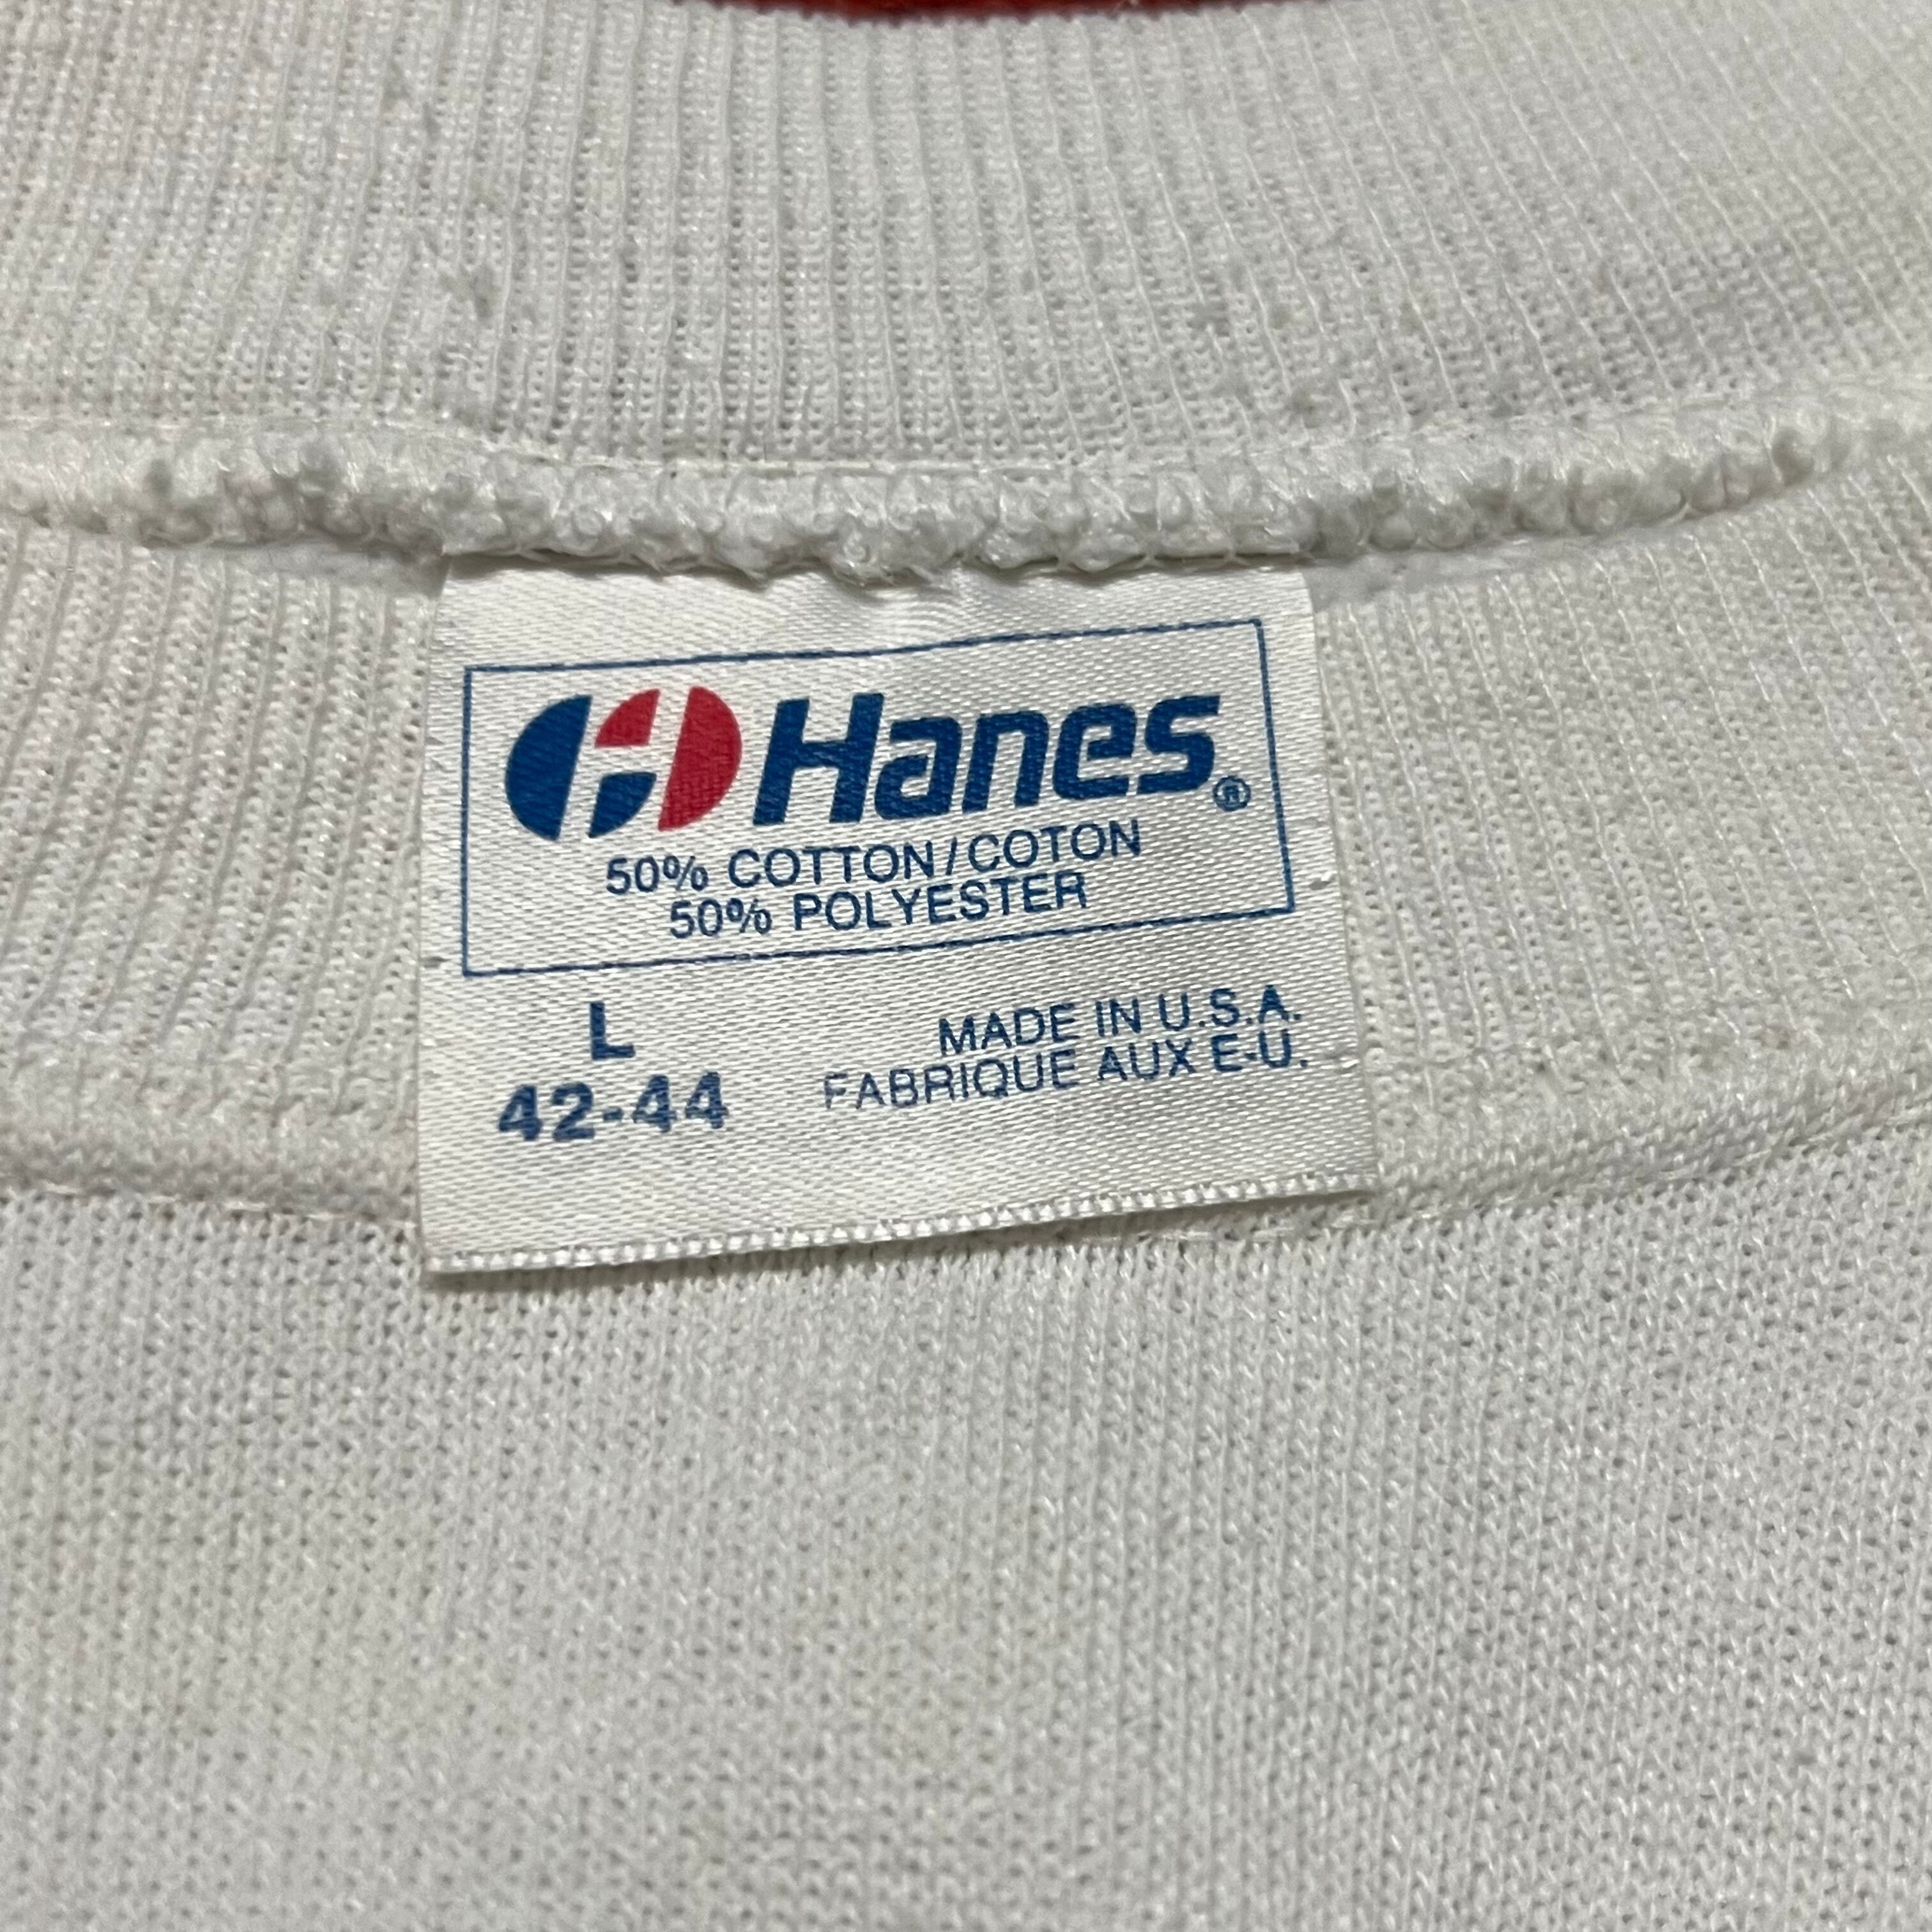 Hanes®
50% COTTON/COTON
50% POLYESTER
L
42-44
MADE IN U.S.A.
FABRIQUE AUX E-U.